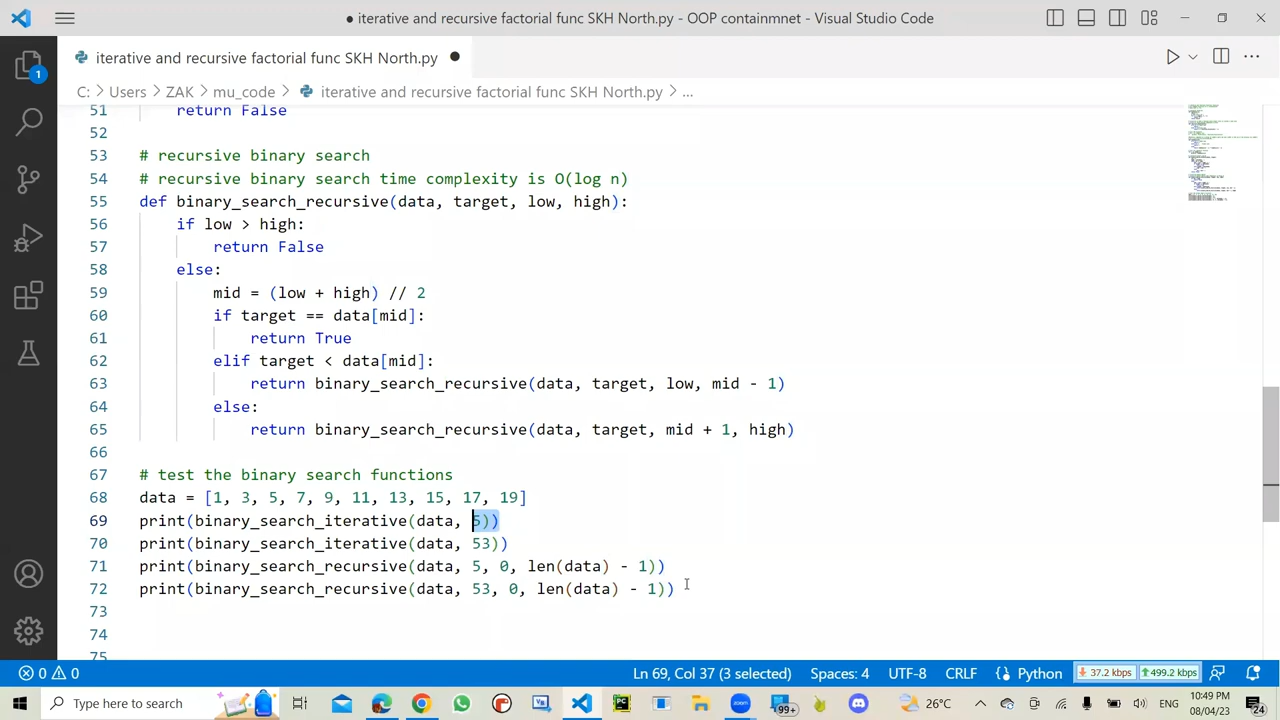 ● iterative and recursive factorial func SKH North.py - OOP containmnet - Visual Studio Code
iterative and recursive factorial func SKH North.py ●
C: > Users > ZAK > mu_code > iterative and recursive factorial func SKH North.py > ...
1
51 return False
52
53 # recursive binary search
54 # recursive binary search time complexity is O(log n)
55 def binary_search_recursive(data, target, low, high):
56 if low > high:
57 return False
58 else:
59 mid = (low + high) // 2
60 if target == data[mid]:
61 return True
62 elif target < data[mid]:
63 return binary_search_recursive(data, target, low, mid - 1)
64 else:
65 return binary_search_recursive(data, target, mid + 1, high)
66
67 # test the binary search functions
68 data = [1, 3, 5, 7, 9, 11, 13, 15, 17, 19]
69 print(binary_search_iterative(data, 5))
70 print(binary_search_iterative(data, 53))
71 print(binary_search_recursive(data, 5, 0, len(data) - 1))
72 print(binary_search_recursive(data, 53, 0, len(data) - 1))
73
74
75
0 0 Ln 69, Col 37 (3 selected) Spaces: 4 UTF-8 CRLF Python 37.2 kbps 499.2 kbps
Type here to search 99+ 26°C ENG 10:49 PM
08/04/23 24